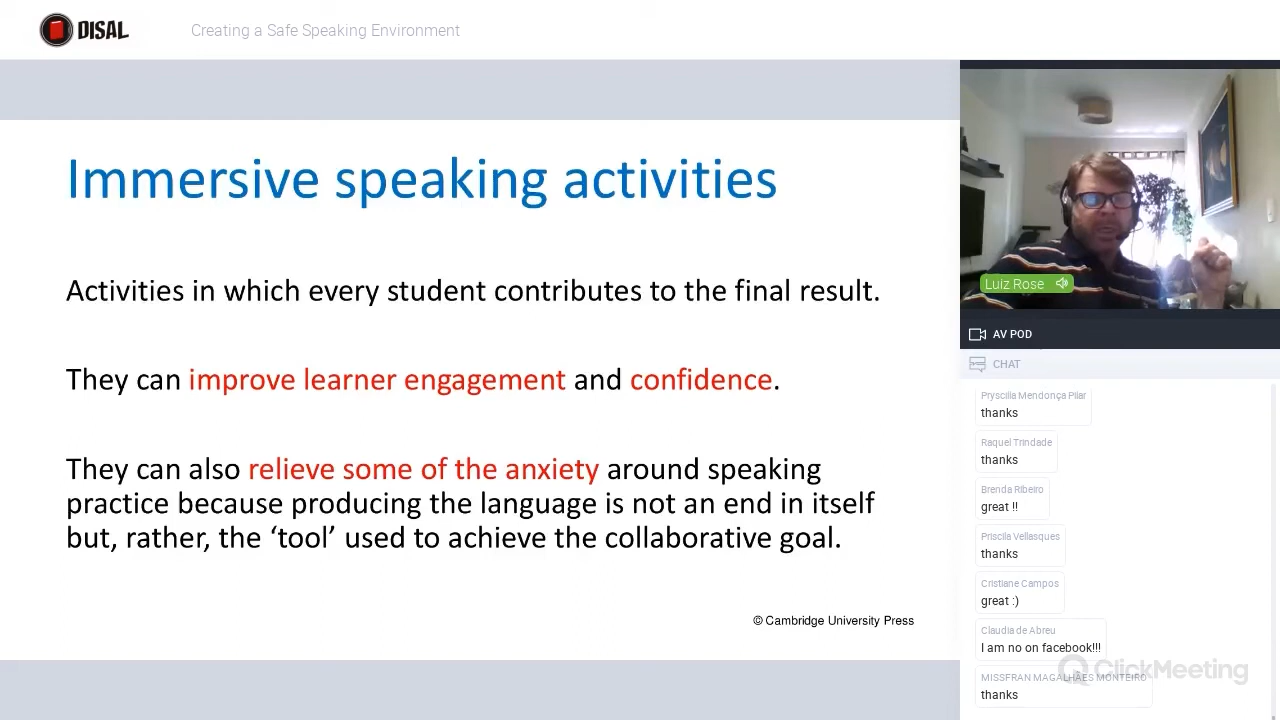 DISAL
Creating a Safe Speaking Environment
Immersive speaking activities
Activities in which every student contributes to the final result.
They can improve learner engagement and confidence.
They can also relieve some of the anxiety around speaking
practice because producing the language is not an end in itself
but, rather, the ‘tool’ used to achieve the collaborative goal.
© Cambridge University Press
Luiz Rose
AV POD
CHAT
Pryscilla Mendonça Pilar
thanks
Raquel Trindade
thanks
Brenda Ribeiro
great !!
Priscila Vellasques
thanks
Cristiane Campos
great :)
Claudia de Abreu
I am no on facebook!!!
MISSFRAN MAGALHÃES MONTEIRO
thanks
ClickMeeting